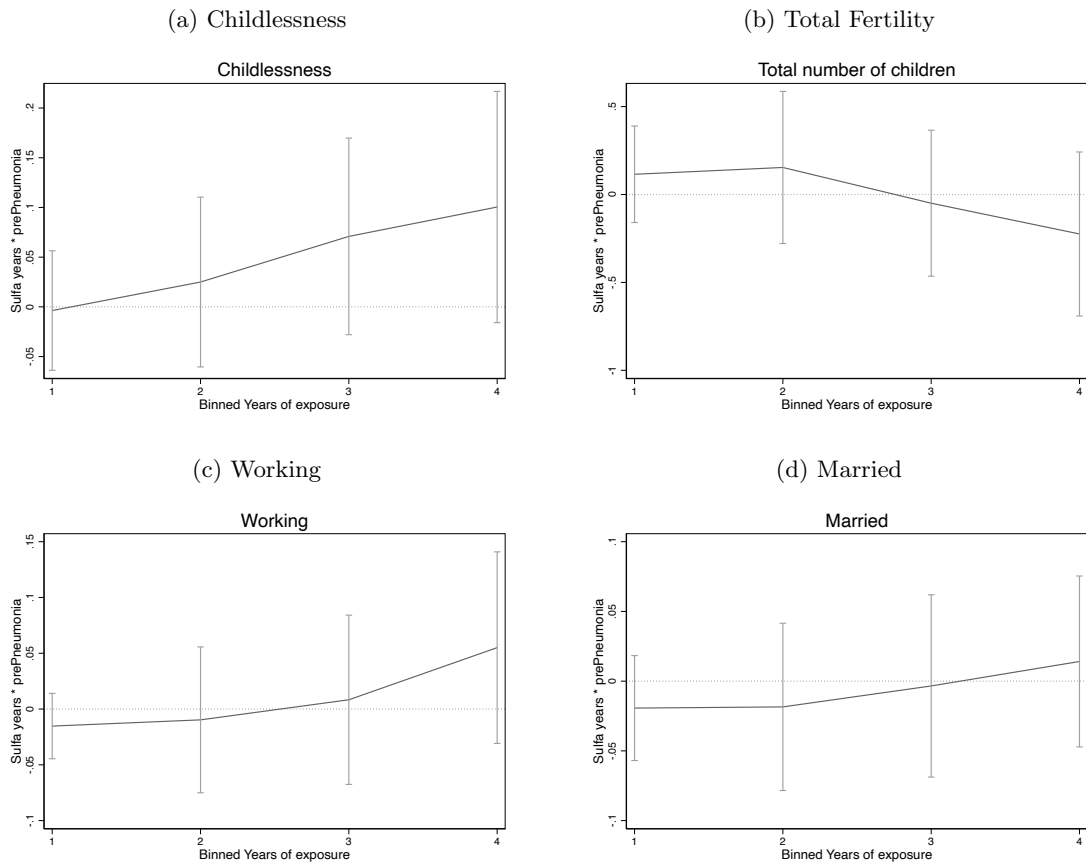 (a) Childlessness
(b) Total Fertility
Childlessness
Sulfa years * prePneumonia
.2
.15
.1
.05
0
-.05
1
2
3
4
Binned Years of exposure
Total number of children
Sulfa years * prePneumonia
.5
0
-.5
-1
1
2
3
4
Binned Years of exposure
(c) Working
(d) Married
Working
Sulfa years * prePneumonia
.15
.1
.05
0
-.05
-.1
1
2
3
4
Binned Years of exposure
Married
Sulfa years * prePneumonia
.1
.05
0
-.05
-.1
1
2
3
4
Binned Years of exposure